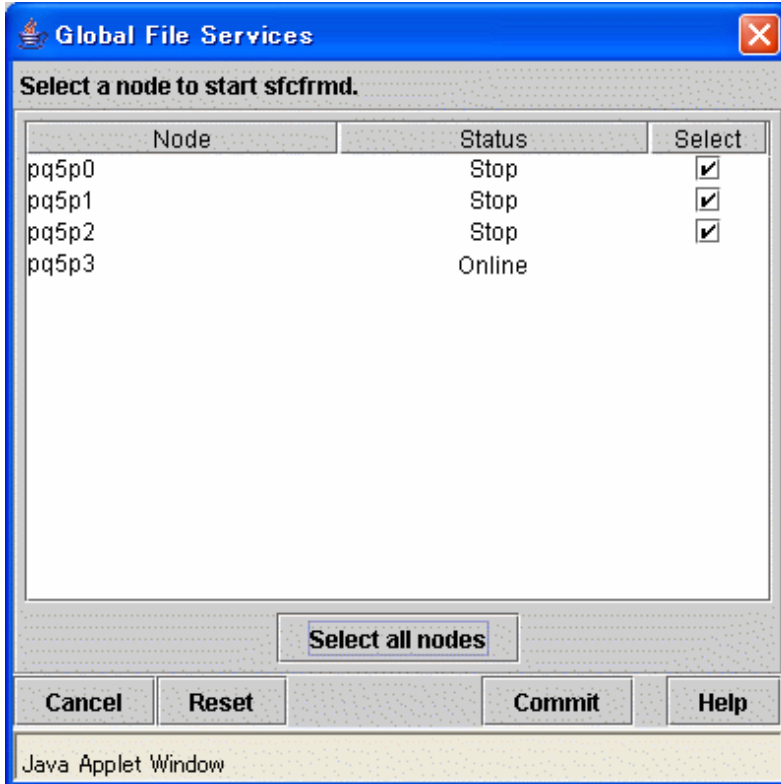 Global File Services
Select a node to start sfcfrmd.
Node Status Select
pq5p0 Stop
pq5p1 Stop
pq5p2 Stop
pq5p3 Online
Select all nodes
Cancel Reset Commit Help
Java Applet Window